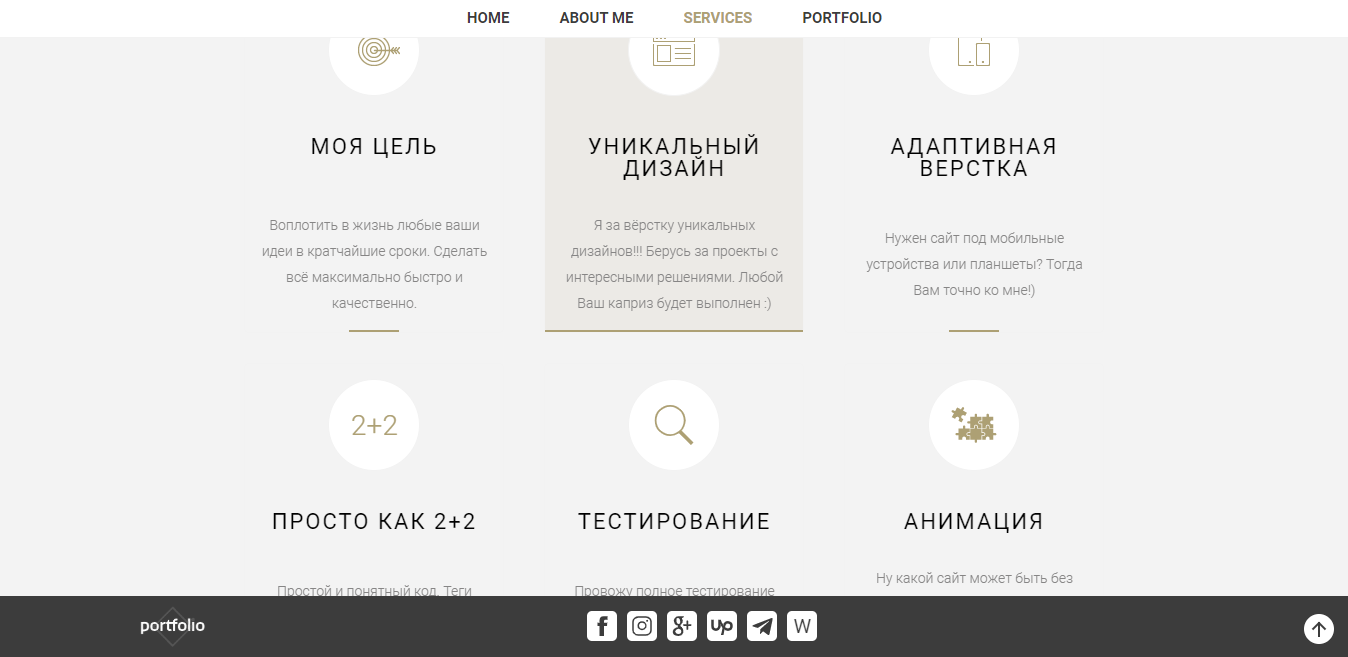 HOME ABOUT ME SERVICES PORTFOLIO
МОЯ ЦЕЛЬ
Воплотить в жизнь любые ваши
идеи в кратчайшие сроки. Сделать
всё максимально быстро и
качественно.
УНИКАЛЬНЫЙ
ДИЗАЙН
Я за вёрстку уникальных
дизайнов!!! Берусь за проекты с
интересными решениями. Любой
Ваш каприз будет выполнен :)
АДАПТИВНАЯ
ВЕРСТКА
Нужен сайт под мобильные
устройства или планшеты? Тогда
Вам точно ко мне!)
2+2
ПРОСТО КАК 2+2
Простой и понятный код. Теги
ТЕСТИРОВАНИЕ
Провожу полное тестирование
АНИМАЦИЯ
Ну какой сайт может быть без
portfolio
f g+ up W